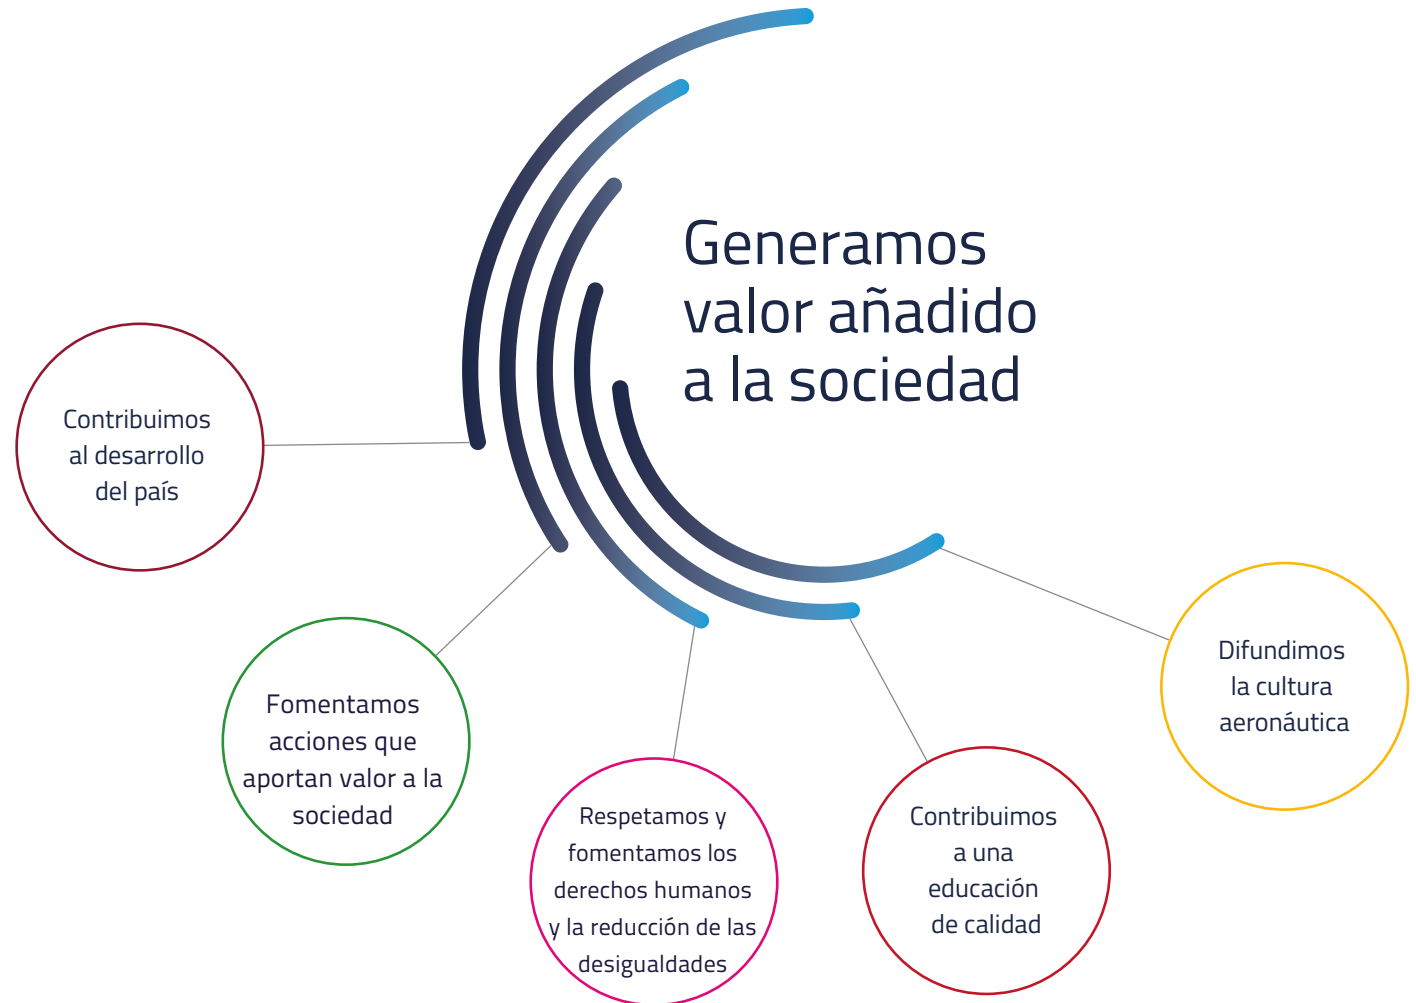 Generamos
valor añadido
a la sociedad
Contribuimos
al desarrollo
del país
Fomentamos
acciones que
aportan valor a la
sociedad
Respetamos y
fomentamos los
derechos humanos
y la reducción de las
desigualdades
Contribuimos
a una
educación
de calidad
Difundimos
la cultura
aeronáutica